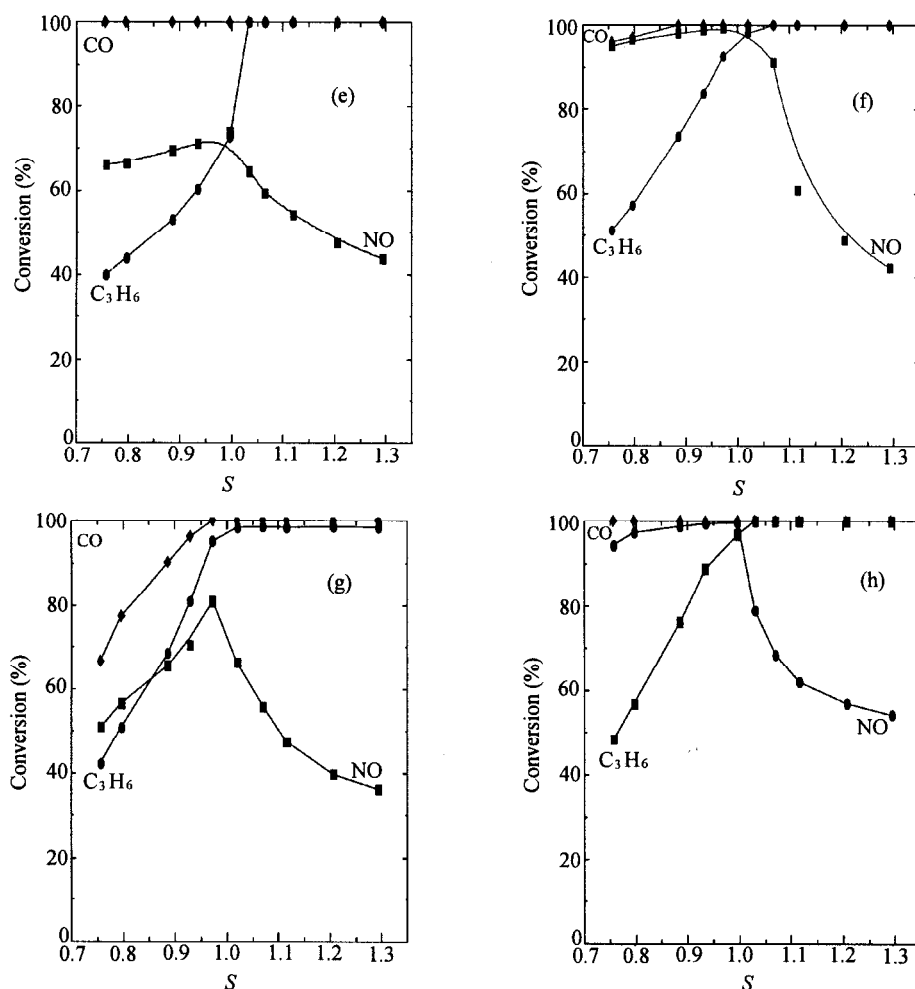 100
CO
(e)
80
60
Conversion (%)
NO
40
C₃H₆
20
0
0.7 0.8 0.9 1.0 1.1 1.2 1.3
S
100
CO
(f)
80
60
Conversion (%)
C₃H₆
NO
40
20
0
0.7 0.8 0.9 1.0 1.1 1.2 1.3
S
100
CO
(g)
80
60
Conversion (%)
NO
40
C₃H₆
20
0
0.7 0.8 0.9 1.0 1.1 1.2 1.3
S
100
CO
(h)
80
60
Conversion (%)
NO
C₃H₆
40
20
0
0.7 0.8 0.9 1.0 1.1 1.2 1.3
S